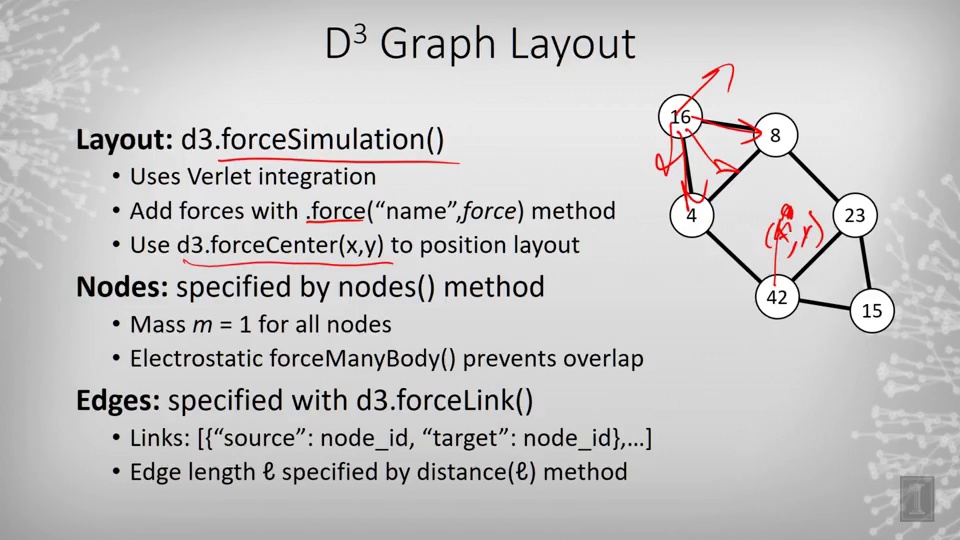 D³ Graph Layout
Layout: d3.forceSimulation()
• Uses Verlet integration
• Add forces with .force(“name”,force) method
• Use d3.forceCenter(x,y) to position layout
Nodes: specified by nodes() method
• Mass m = 1 for all nodes
• Electrostatic forceManyBody() prevents overlap
Edges: specified with d3.forceLink()
• Links: [{“source”: node_id, “target”: node_id},…]
• Edge length ℓ specified by distance(ℓ) method
16
8
4
23
(x,y)
42
15
I